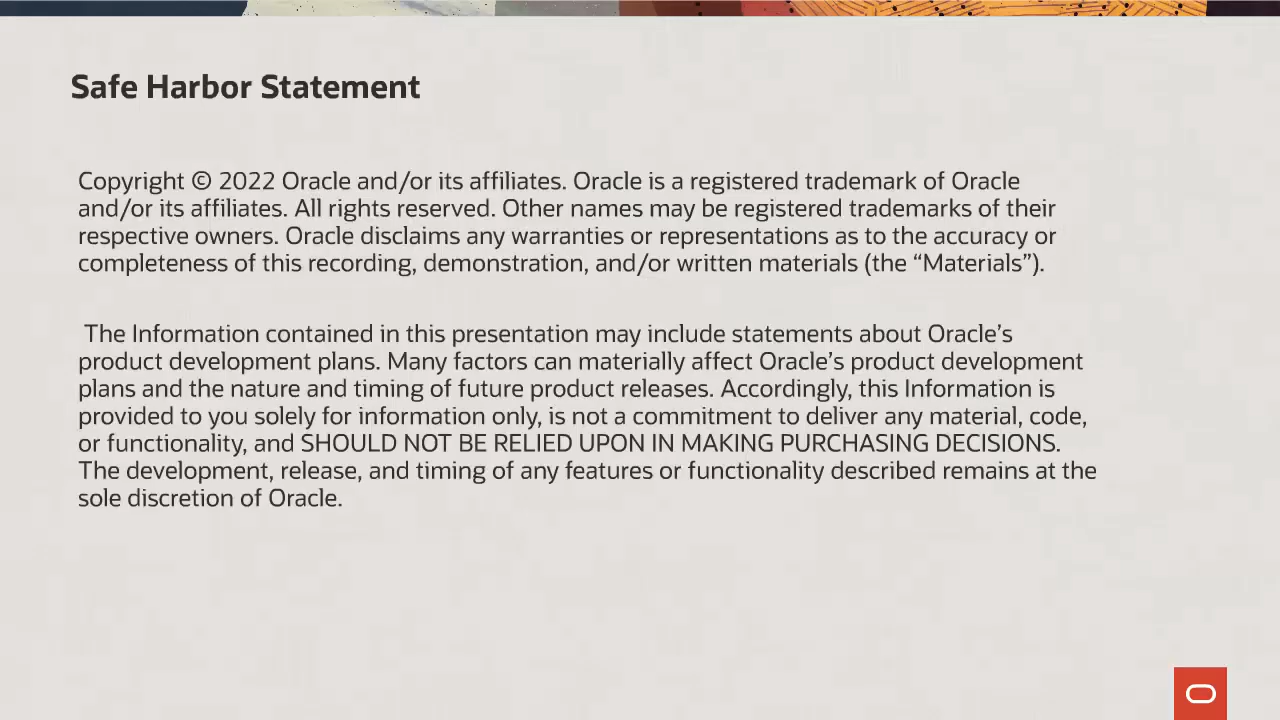 Safe Harbor Statement
Copyright © 2022 Oracle and/or its affiliates. Oracle is a registered trademark of Oracle
and/or its affiliates. All rights reserved. Other names may be registered trademarks of their
respective owners. Oracle disclaims any warranties or representations as to the accuracy or
completeness of this recording, demonstration, and/or written materials (the “Materials”).
The Information contained in this presentation may include statements about Oracle’s
product development plans. Many factors can materially affect Oracle’s product development
plans and the nature and timing of future product releases. Accordingly, this Information is
provided to you solely for information only, is not a commitment to deliver any material, code,
or functionality, and SHOULD NOT BE RELIED UPON IN MAKING PURCHASING DECISIONS.
The development, release, and timing of any features or functionality described remains at the
sole discretion of Oracle.